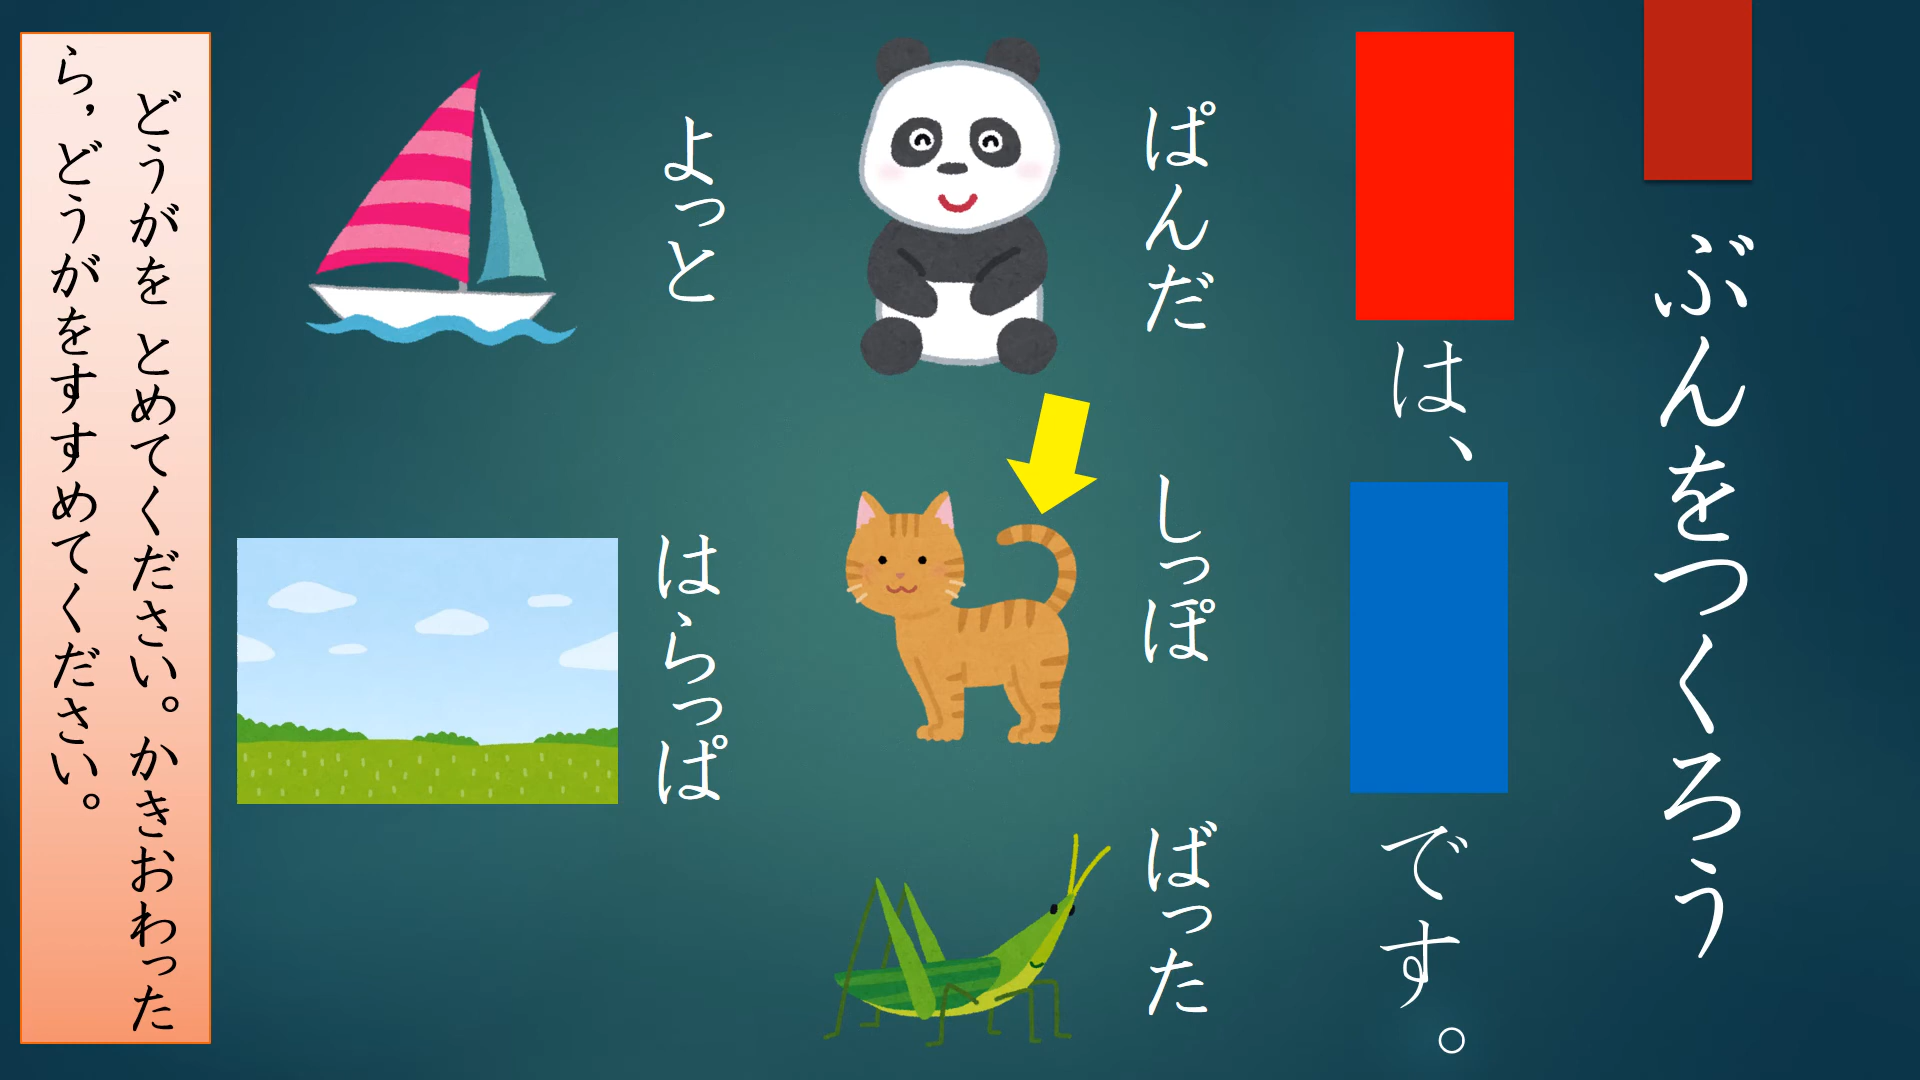 ぶんをつくろう
は、
です。
ぱんだ
しっぽ
ばった
よっと
はらっぱ
どうがを とめてください。かきおわった
ら，どうがをすすめてください。